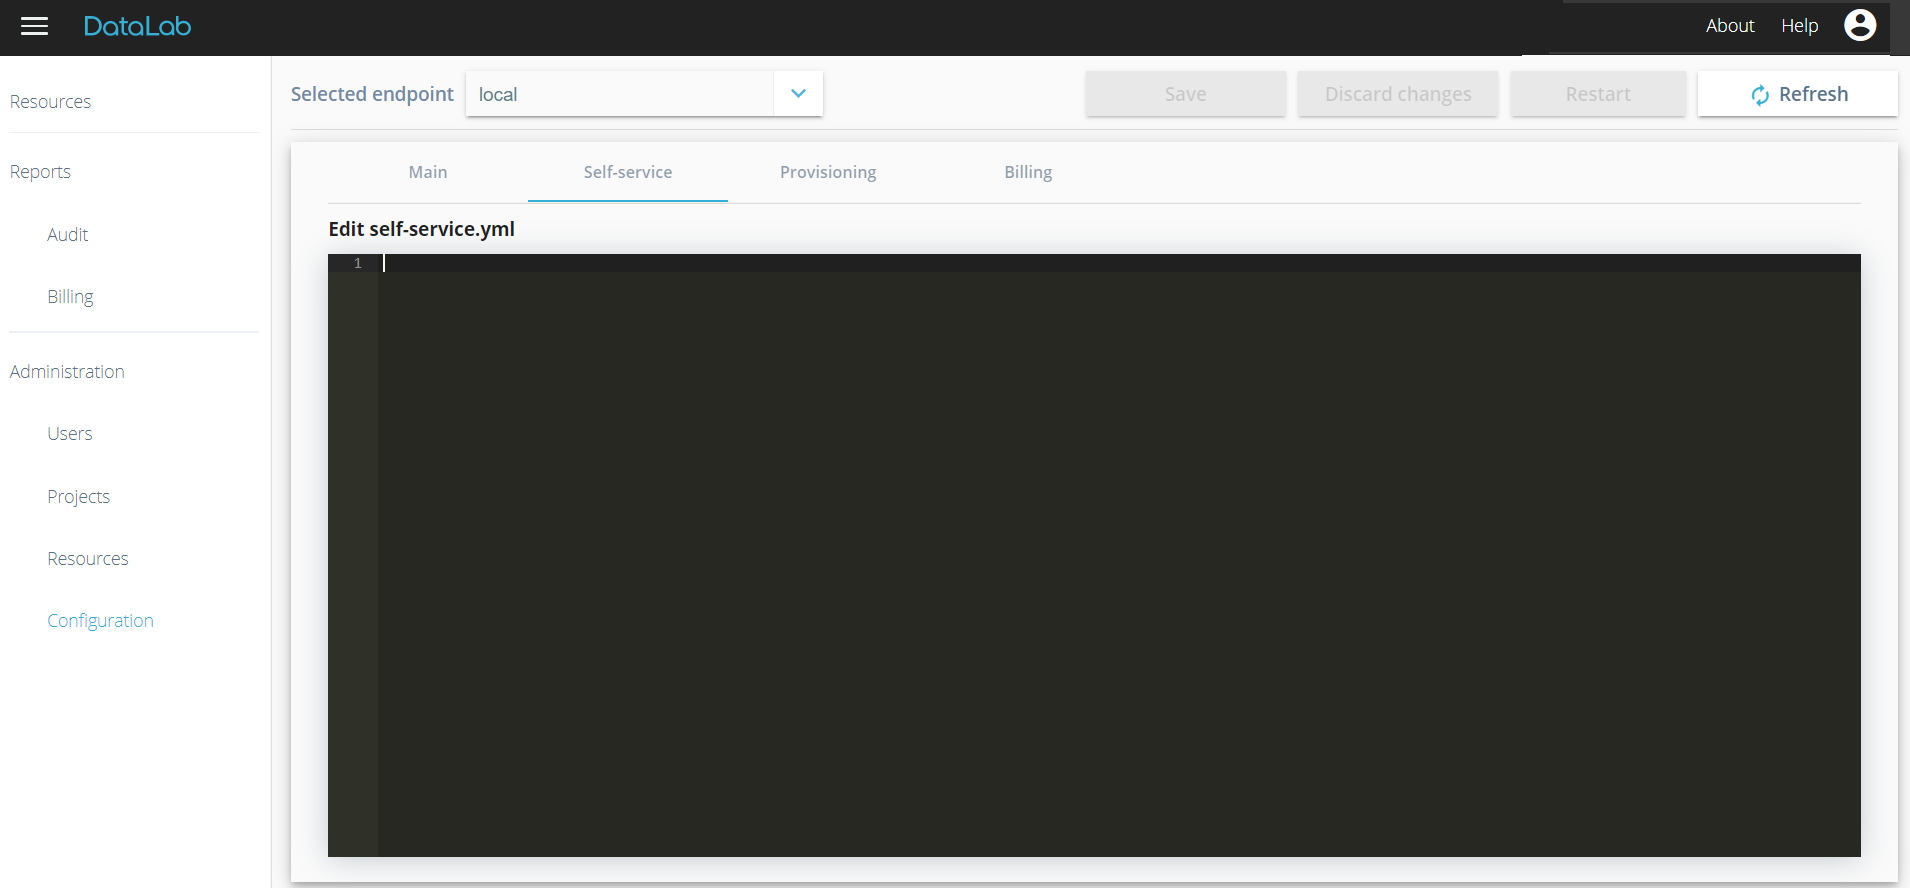 DataLab
About
Help
Resources
Reports
Audit
Billing
Administration
Users
Projects
Resources
Configuration
Selected endpoint
local
Save
Discard changes
Restart
Refresh
Main
Self-service
Provisioning
Billing
Edit self-service.yml
1